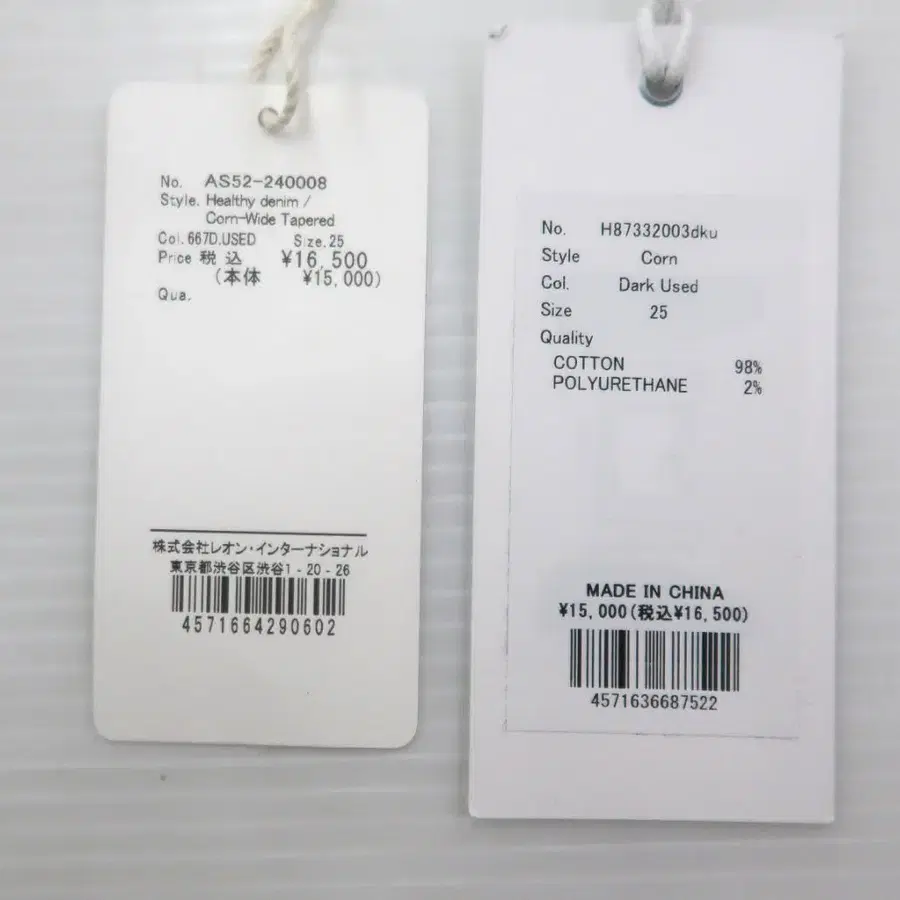 No. AS52-240008
Style. Healthy denim /
Corn-Wide Tapered
Col. 667D.USED Size. 25
Price 税込 ¥16,500
(本体 ¥15,000)
Qua.
株式会社レオン・インターナショナル
東京都渋谷区渋谷1-20-26
4571664290602
No. H87332003dku
Style Corn
Col. Dark Used
Size 25
Quality
COTTON 98%
POLYURETHANE 2%
MADE IN CHINA
¥15,000(税込¥16,500)
4571636687522